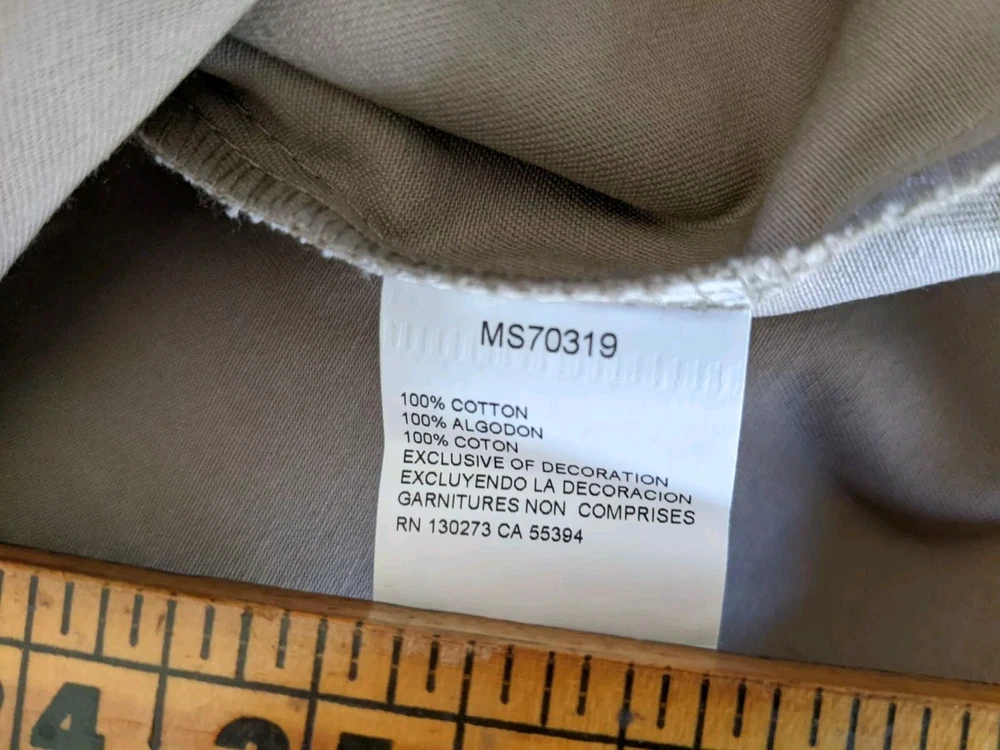 MS70319
100% COTTON
100% ALGODON
100% COTON
EXCLUSIVE OF DECORATION
EXCLUYENDO LA DECORACION
GARNITURES NON COMPRISES
RN 130273 CA 55394
4